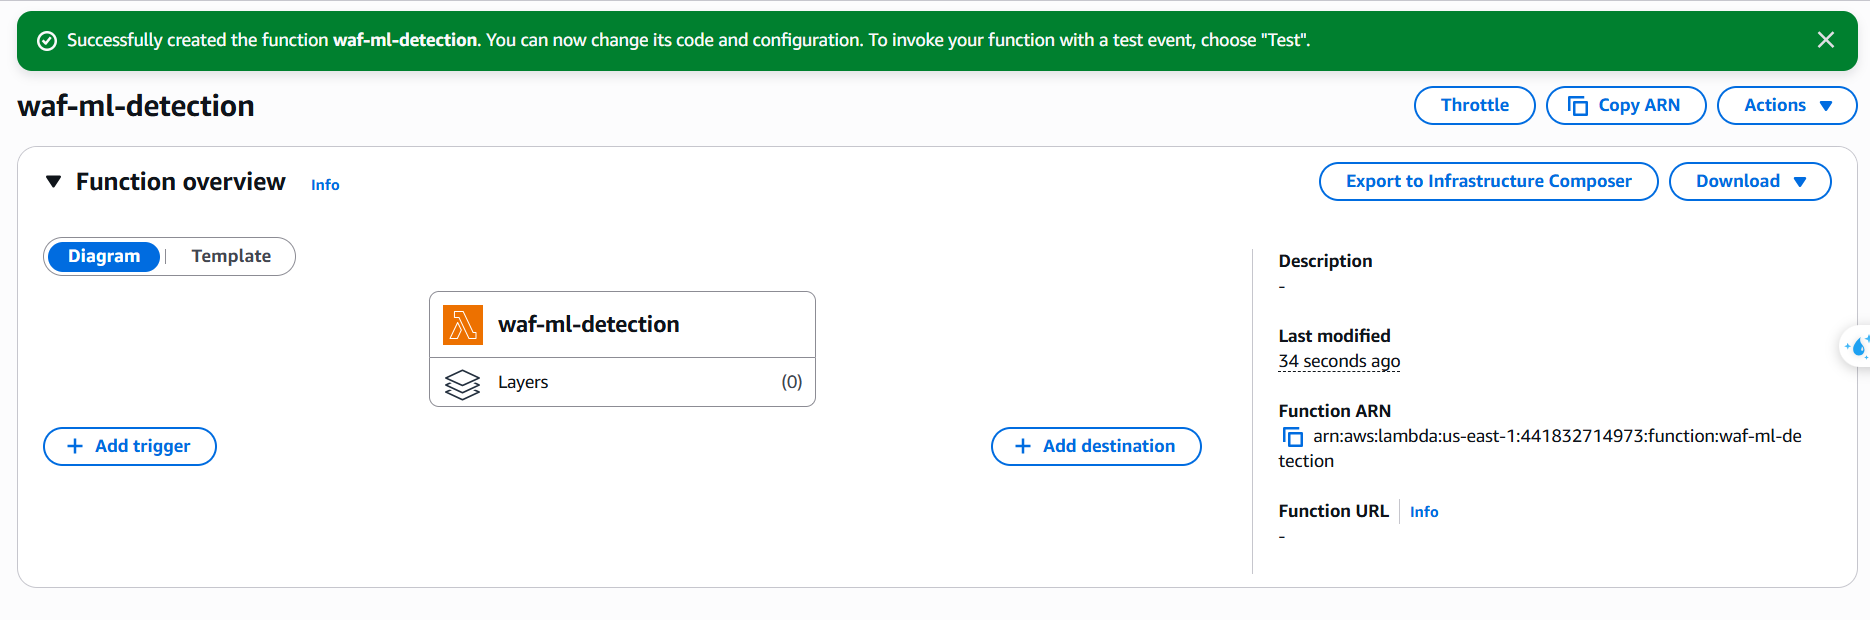 Successfully created the function waf-ml-detection. You can now change its code and configuration. To invoke your function with a test event, choose "Test".
waf-ml-detection
Throttle
Copy ARN
Actions
Function overview
Info
Export to Infrastructure Composer
Download
Diagram
Template
waf-ml-detection
Layers
(0)
Add trigger
Add destination
Description
-
Last modified
34 seconds ago
Function ARN
arn:aws:lambda:us-east-1:441832714973:function:waf-ml-de
tection
Function URL
Info
-